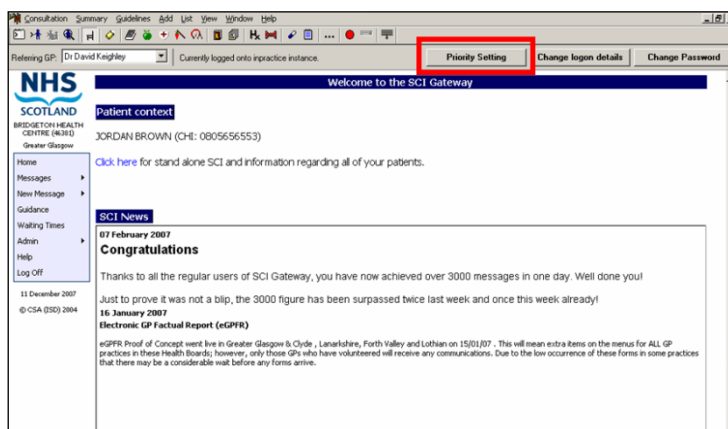 Consultation Summary Guidelines Add List View Window Help
Referring GP: Dr David Keighley Currently logged onto inpractice instance. Priority Setting Change logon details Change Password
NHS
SCOTLAND
BRIDGETON HEALTH
CENTRE (46381)
Greater Glasgow
Home
Messages
New Message
Guidance
Waiting Times
Admin
Help
Log Off
11 December 2007
© CSA (ISD) 2004
Welcome to the SCI Gateway
Patient context
JORDAN BROWN (CHI: 0805656553)
Click here for stand alone SCI and information regarding all of your patients.
SCI News
07 February 2007
Congratulations
Thanks to all the regular users of SCI Gateway, you have now achieved over 3000 messages in one day. Well done you!
Just to prove it was not a blip, the 3000 figure has been surpassed twice last week and once this week already!
16 January 2007
Electronic GP Factual Report (eGPFR)
eGPFR Proof of Concept went live in Greater Glasgow & Clyde , Lanarkshire, Forth Valley and Lothian on 15/01/07 . This will mean extra items on the menus for ALL GP
practices in these Health Boards; however, only those GPs who have volunteered will receive any communications. Due to the low occurrence of these forms in some practices
that there may be a considerable wait before any forms arrive.